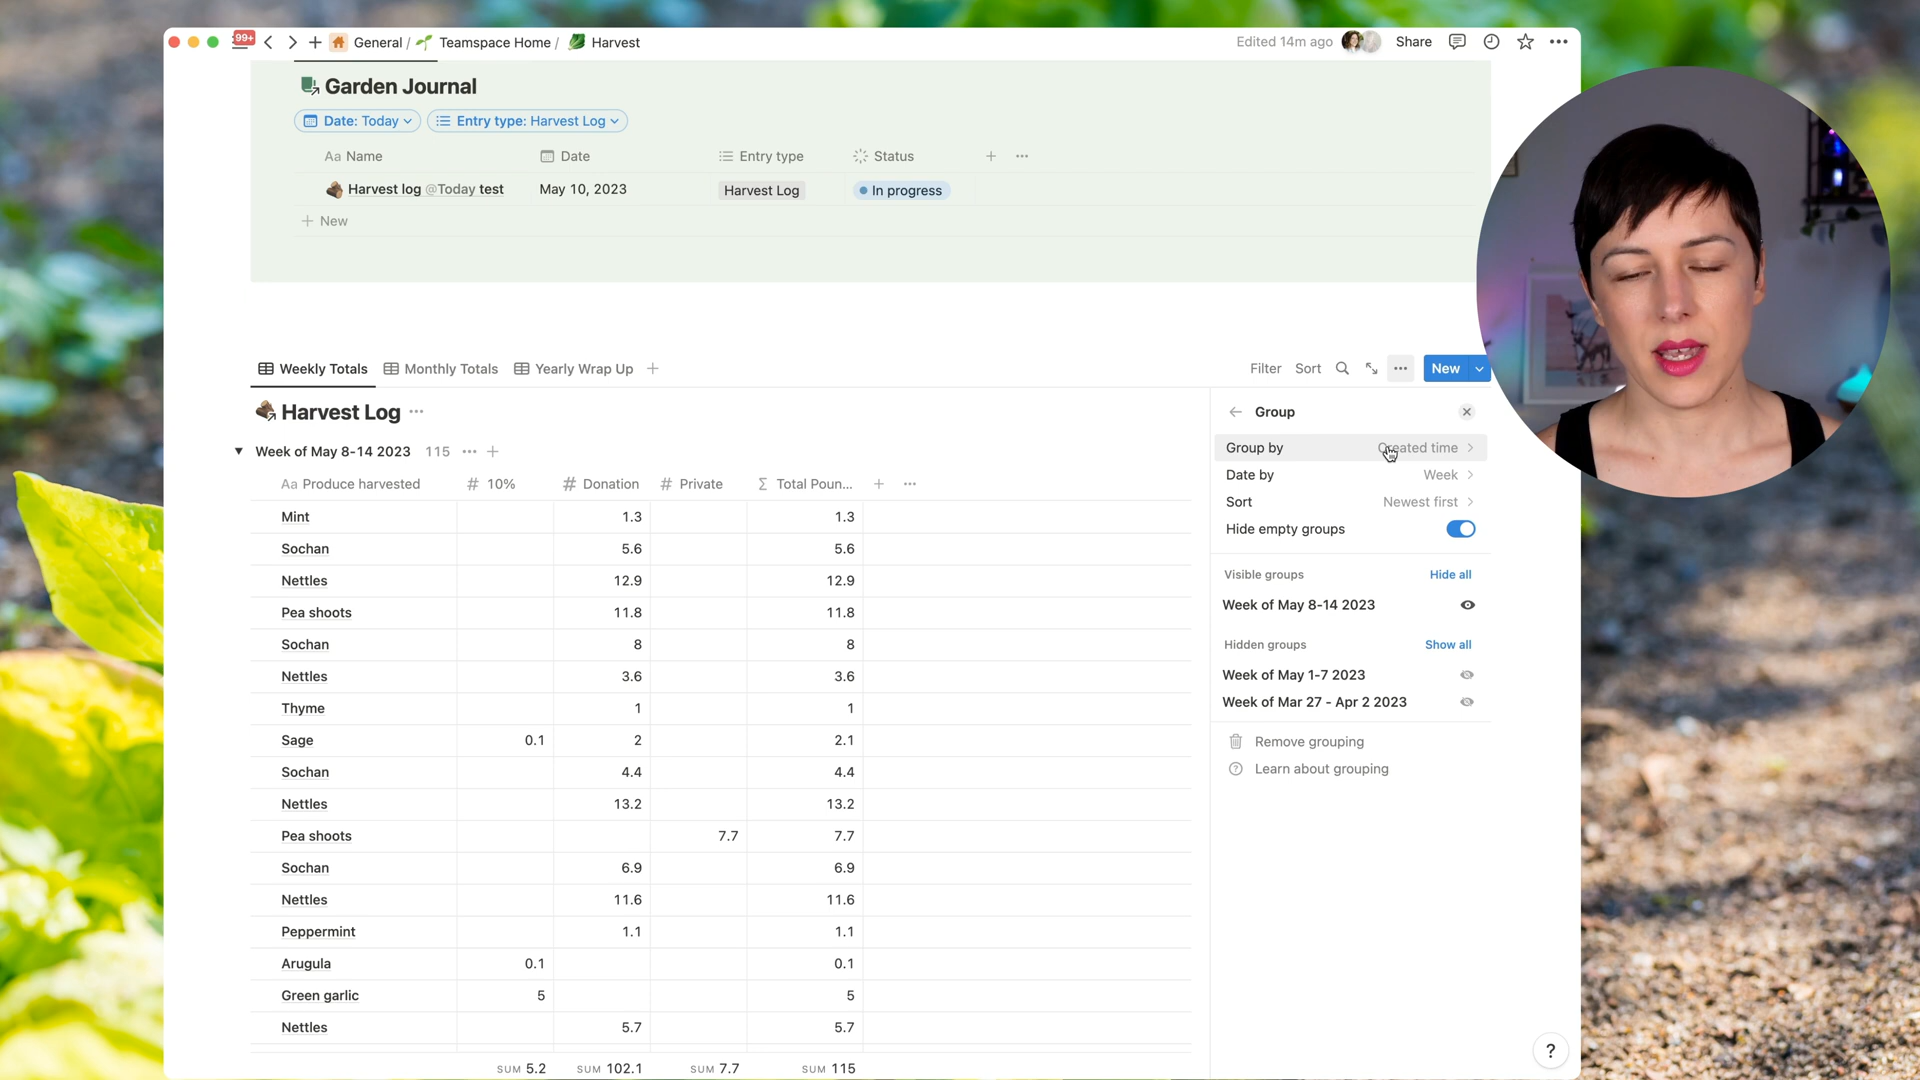 99+ General / Teamspace Home / Harvest Edited 14m ago Share
Garden Journal
Date: Today Entry type: Harvest Log
Aa Name Date Entry type Status
Harvest log @Today test May 10, 2023 Harvest Log In progress
New
Weekly Totals Monthly Totals Yearly Wrap Up Filter Sort New
Harvest Log
Week of May 8-14 2023 115
Aa Produce harvested # 10% # Donation # Private Σ Total Poun...
Mint 1.3 1.3
Sochan 5.6 5.6
Nettles 12.9 12.9
Pea shoots 11.8 11.8
Sochan 8 8
Nettles 3.6 3.6
Thyme 1 1
Sage 0.1 2 2.1
Sochan 4.4 4.4
Nettles 13.2 13.2
Pea shoots 7.7 7.7
Sochan 6.9 6.9
Nettles 11.6 11.6
Peppermint 1.1 1.1
Arugula 0.1 0.1
Green garlic 5 5
Nettles 5.7 5.7
SUM 5.2 SUM 102.1 SUM 7.7 SUM 115
Group
Group by Created time
Date by Week
Sort Newest first
Hide empty groups
Visible groups Hide all
Week of May 8-14 2023
Hidden groups Show all
Week of May 1-7 2023
Week of Mar 27 - Apr 2 2023
Remove grouping
? Learn about grouping
?